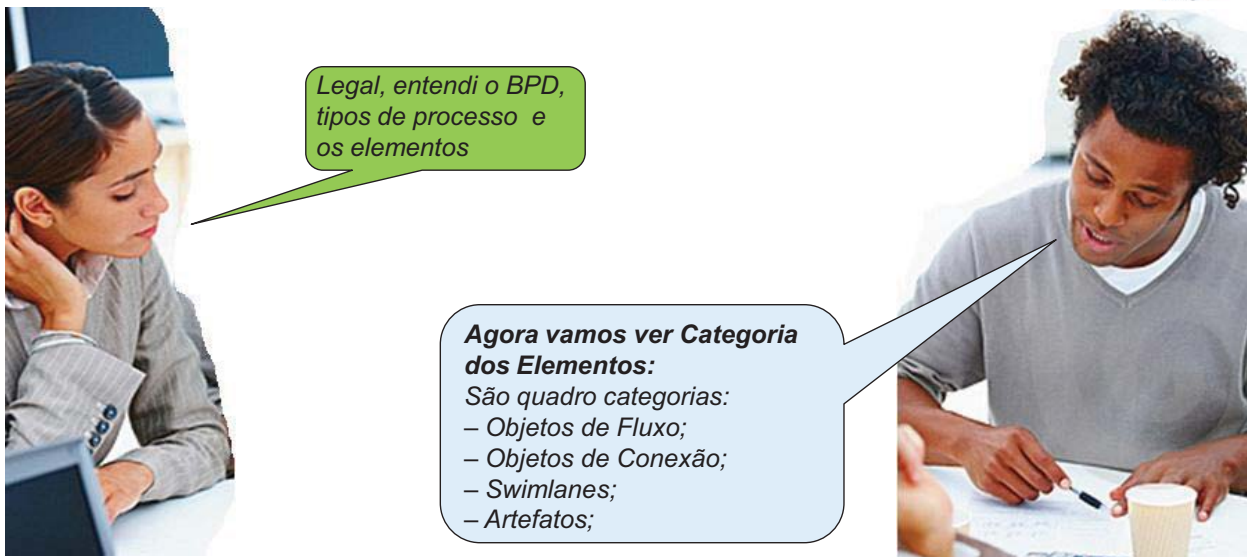 Legal, entendi o BPD,
tipos de processo e
os elementos
Agora vamos ver Categoria
dos Elementos:
São quadro categorias:
– Objetos de Fluxo;
– Objetos de Conexão;
– Swimlanes;
– Artefatos;